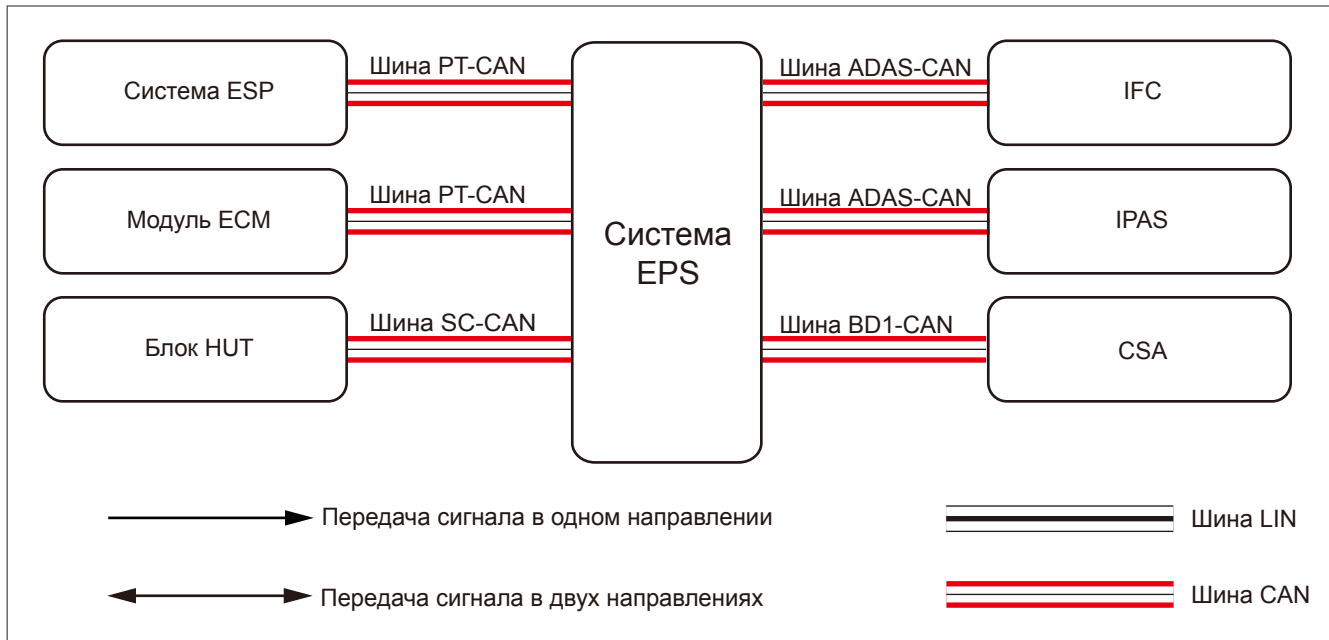 Система ESP
Шина PT-CAN
Шина ADAS-CAN
IFC
Модуль ECM
Шина PT-CAN
Система
EPS
Шина ADAS-CAN
IPAS
Блок HUT
Шина SC-CAN
Шина BD1-CAN
CSA
Передача сигнала в одном направлении
Шина LIN
Передача сигнала в двух направлениях
Шина CAN